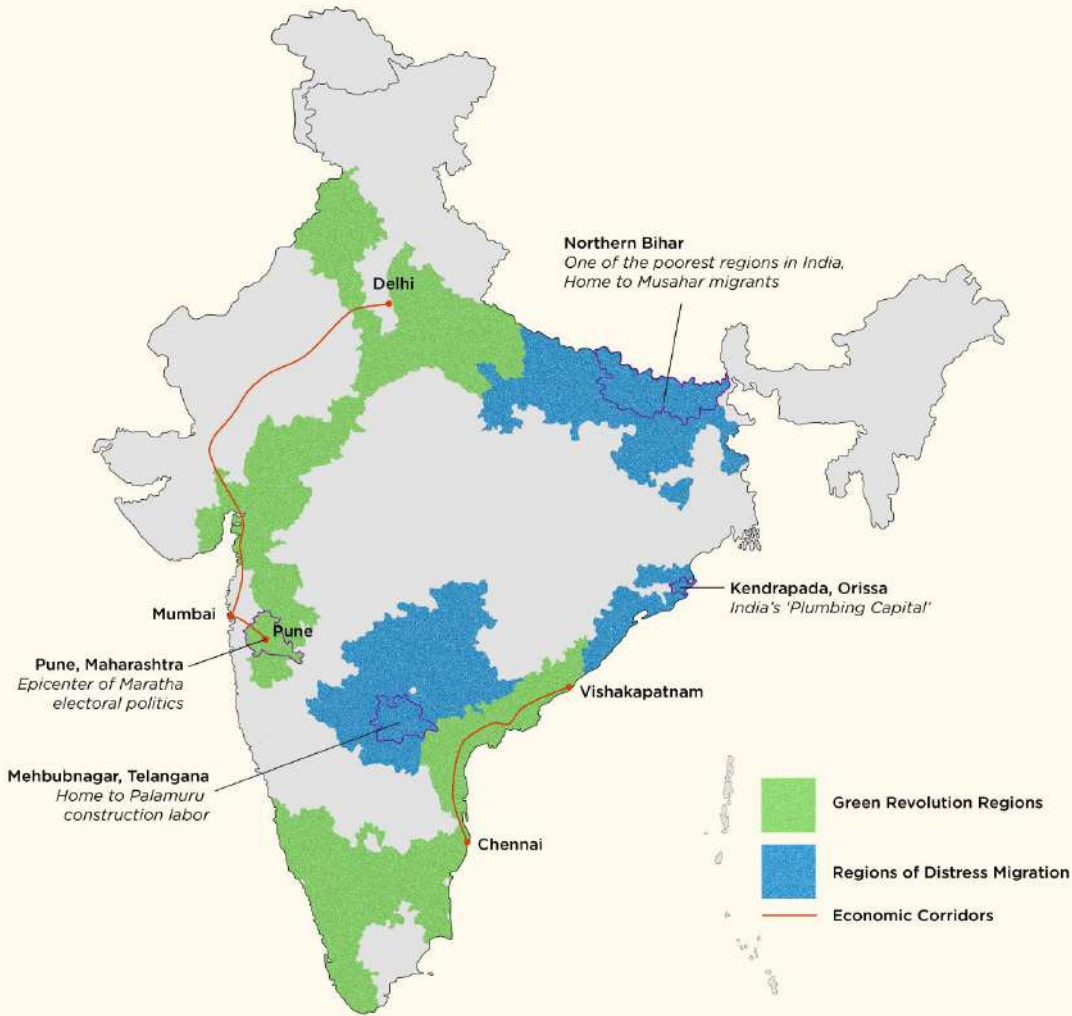 Northern Bihar
One of the poorest regions in India,
Home to Musahar migrants
Delhi
Kendrapada, Orissa
India's 'Plumbing Capital'
Mumbai
Pune
Pune, Maharashtra
Epicenter of Maratha
electoral politics
Vishakapatnam
Mehbubnagar, Telangana
Home to Palamuru
construction labor
Chennai
Green Revolution Regions
Regions of Distress Migration
Economic Corridors